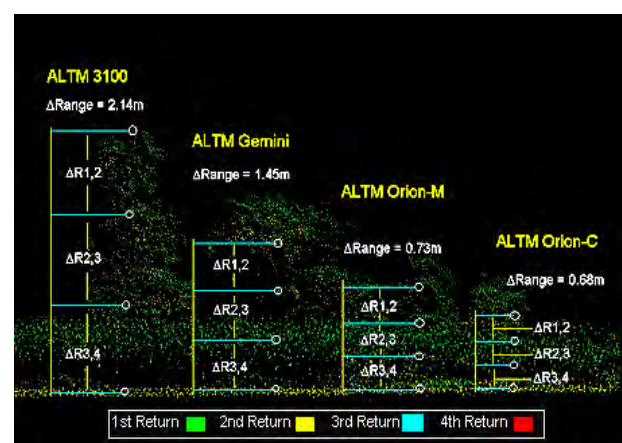 ALTM 3100
ΔRange = 2.14m
ΔR1,2
ΔR2,3
ΔR3,4
ALTM Gemini
ΔRange = 1.45m
ΔR1,2
ΔR2,3
ΔR3,4
ALTM Orion-M
ΔRange = 0.73m
ΔR1,2
ΔR2,3
ΔR3,4
ALTM Orion-C
ΔRange = 0.68m
ΔR1,2
ΔR2,3
ΔR3,4
1st Return 2nd Return 3rd Return 4th Return